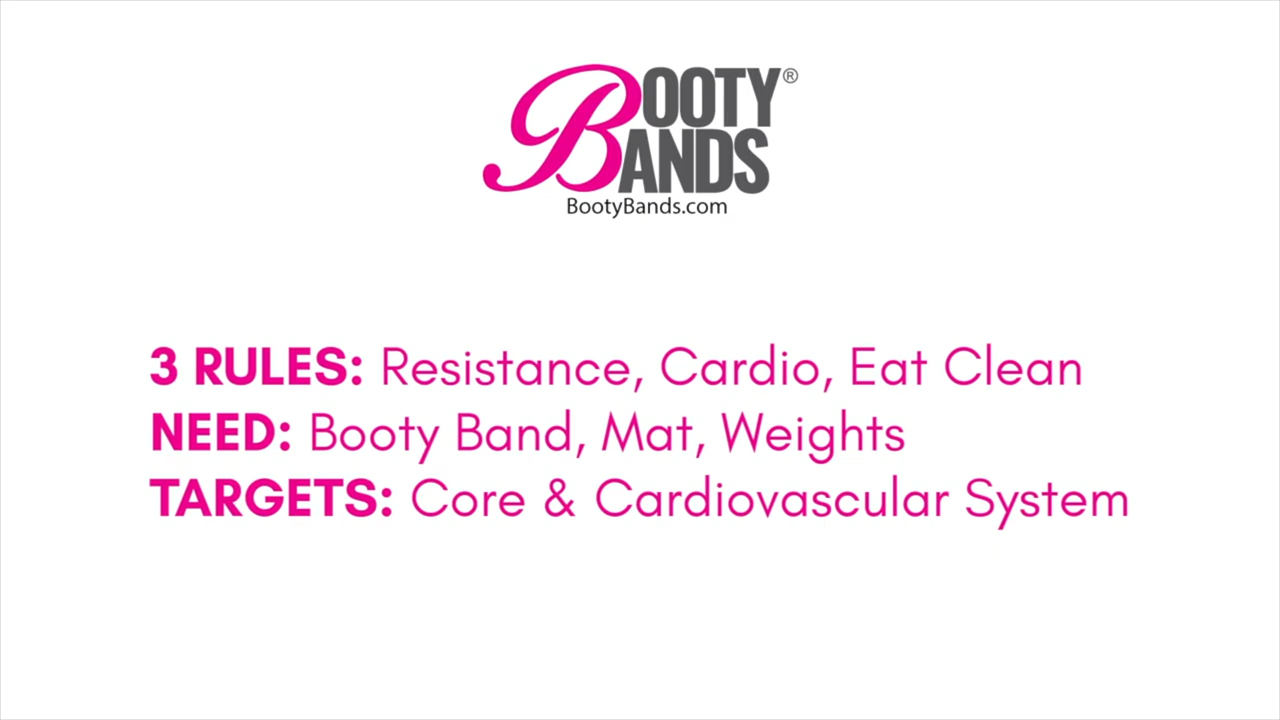 BOOTY®
BANDS
BootyBands.com
3 RULES: Resistance, Cardio, Eat Clean
NEED: Booty Band, Mat, Weights
TARGETS: Core & Cardiovascular System